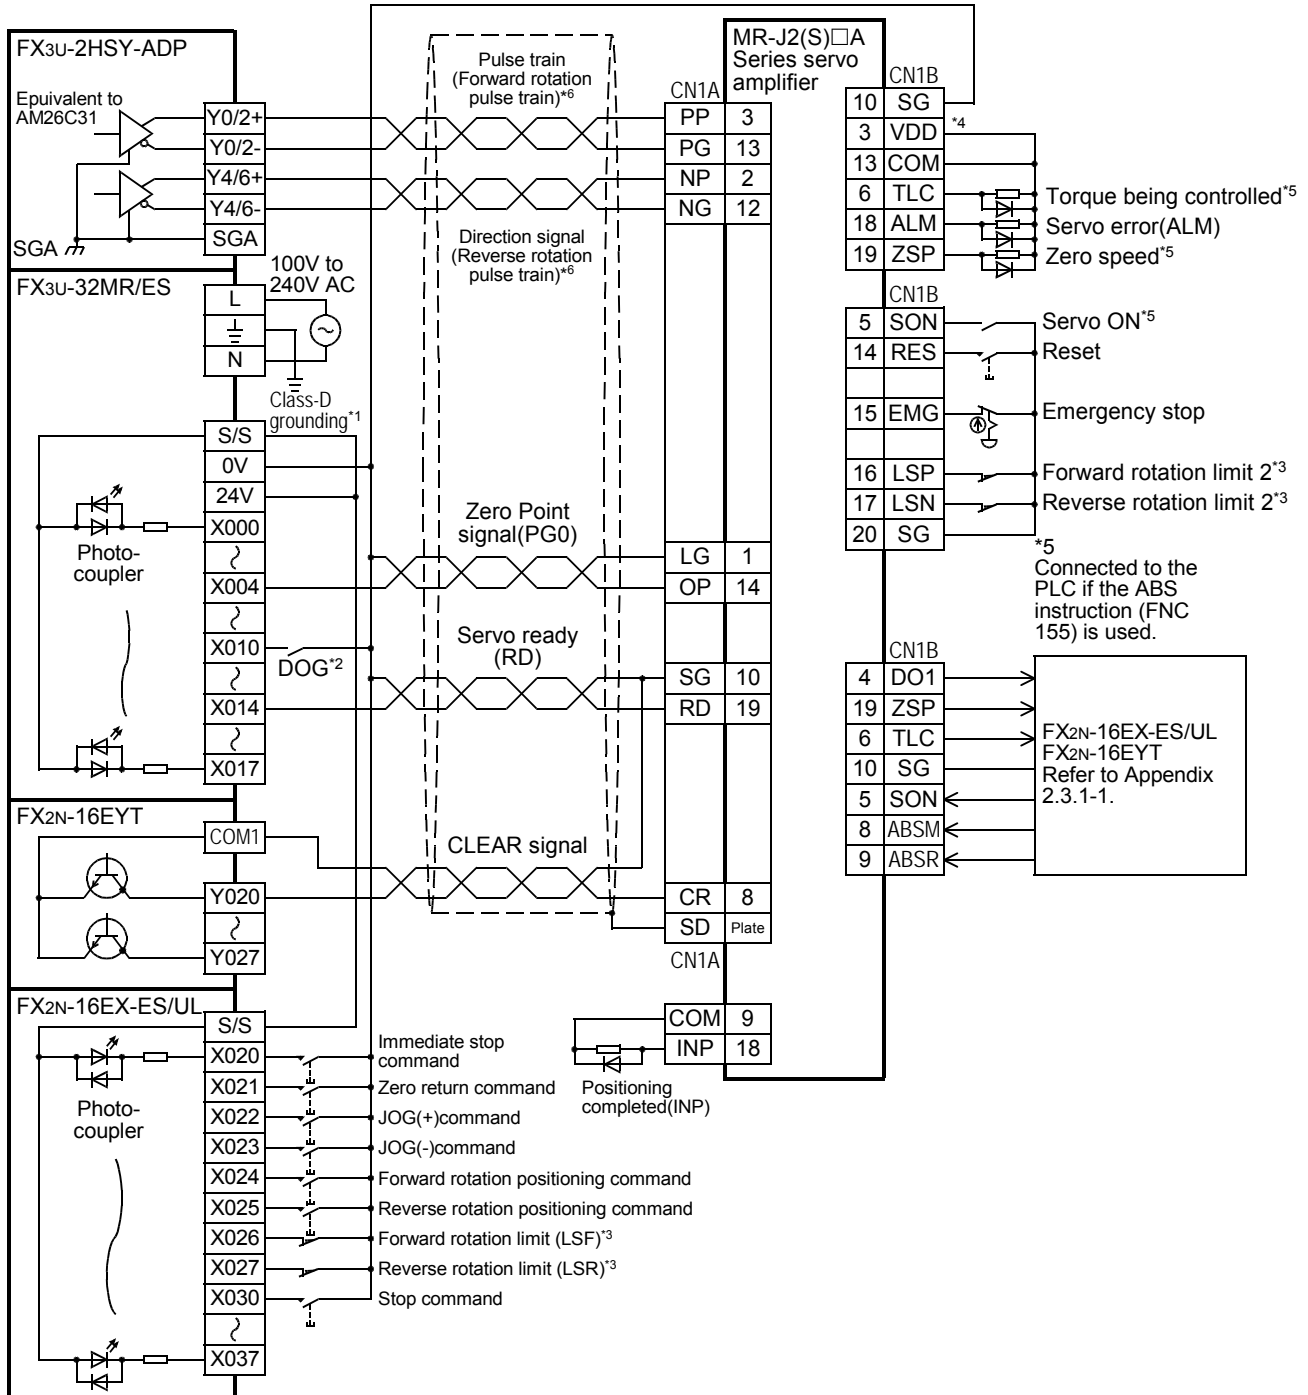 FX3U-2HSY-ADP
Epuivalent to
AM26C31
Y0/2+
Y0/2-
Y4/6+
Y4/6-
SGA
SGA
Pulse train
(Forward rotation
pulse train)*6
Direction signal
(Reverse rotation
pulse train)*6
FX3U-32MR/ES
100V to
240V AC
L
N
Class-D
grounding*1
S/S
0V
24V
X000
X004
X010
X014
X017
Photo-
coupler
DOG*2
Zero Point
signal(PG0)
Servo ready
(RD)
FX2N-16EYT
COM1
Y020
Y027
CLEAR signal
FX2N-16EX-ES/UL
S/S
X020
X021
X022
X023
X024
X025
X026
X027
X030
X037
Photo-
coupler
Immediate stop
command
Zero return command
JOG(+)command
JOG(-)command
Forward rotation positioning command
Reverse rotation positioning command
Forward rotation limit (LSF)*3
Reverse rotation limit (LSR)*3
Stop command
MR-J2(S)□A
Series servo
amplifier
CN1A
PP 3
PG 13
NP 2
NG 12
LG 1
OP 14
SG 10
RD 19
CR 8
SD Plate
CN1A
COM 9
INP 18
Positioning
completed(INP)
CN1B
10 SG
3 VDD *4
13 COM
6 TLC Torque being controlled*5
18 ALM Servo error(ALM)
19 ZSP Zero speed*5
CN1B
5 SON Servo ON*5
14 RES Reset
15 EMG Emergency stop
16 LSP Forward rotation limit 2*3
17 LSN Reverse rotation limit 2*3
20 SG
*5
Connected to the
PLC if the ABS
instruction (FNC
155) is used.
CN1B
4 DO1
19 ZSP
6 TLC
10 SG
5 SON
8 ABSM
9 ABSR
FX2N-16EX-ES/UL
FX2N-16EYT
Refer to Appendix
2.3.1-1.